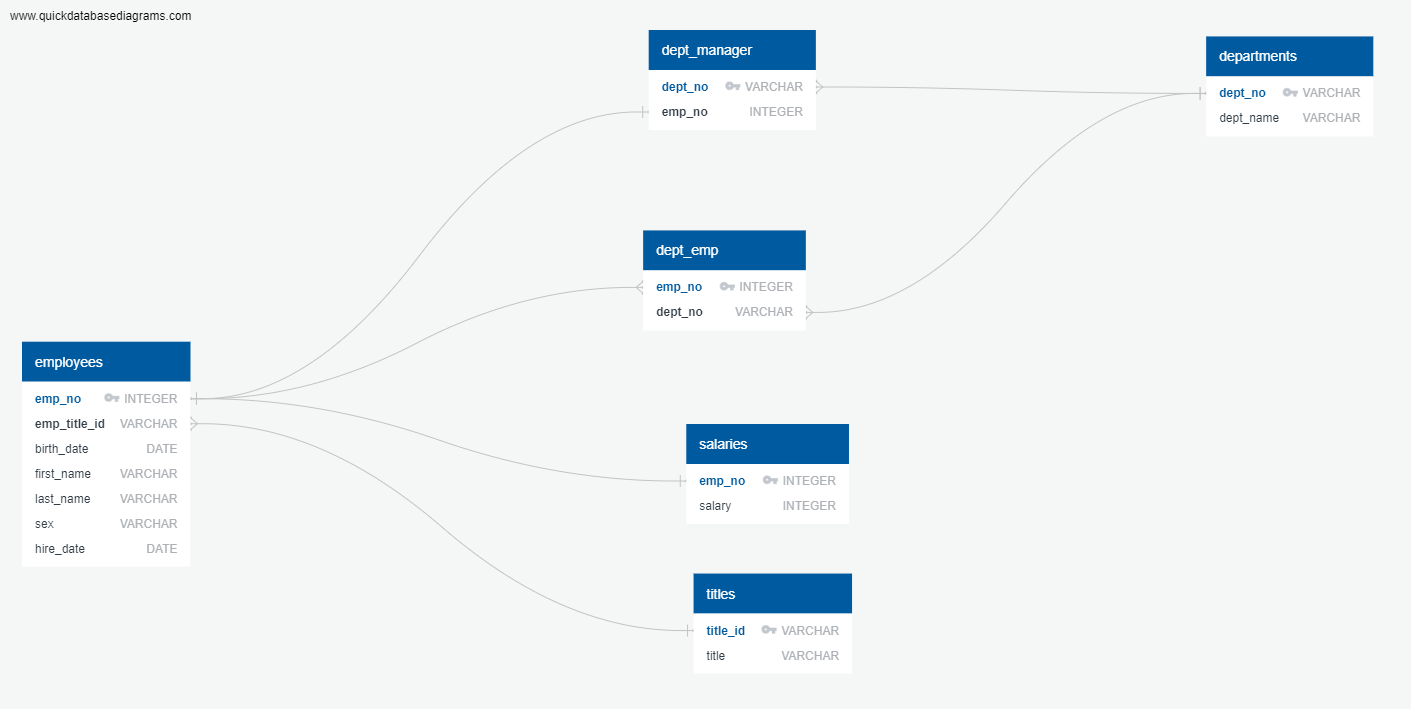 www.quickdatabasediagrams.com
dept_manager
dept_no VARCHAR
emp_no INTEGER
departments
dept_no VARCHAR
dept_name VARCHAR
dept_emp
emp_no INTEGER
dept_no VARCHAR
employees
emp_no INTEGER
emp_title_id VARCHAR
birth_date DATE
first_name VARCHAR
last_name VARCHAR
sex VARCHAR
hire_date DATE
salaries
emp_no INTEGER
salary INTEGER
titles
title_id VARCHAR
title VARCHAR